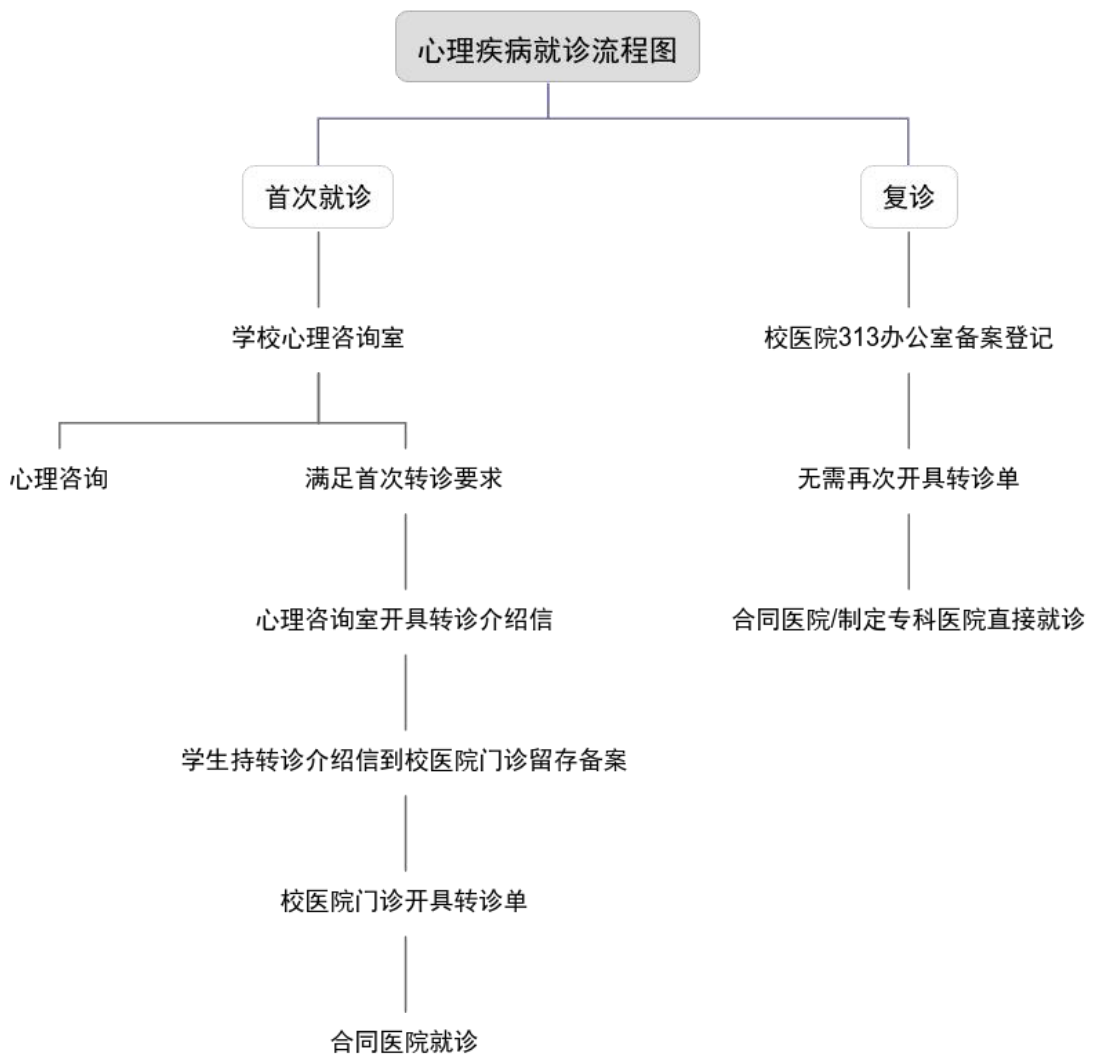 心理疾病就诊流程图
首次就诊
复诊
学校心理咨询室
校医院313办公室备案登记
心理咨询
满足首次转诊要求
无需再次开具转诊单
心理咨询室开具转诊介绍信
合同医院/制定专科医院直接就诊
学生持转诊介绍信到校医院门诊留存备案
校医院门诊开具转诊单
合同医院就诊